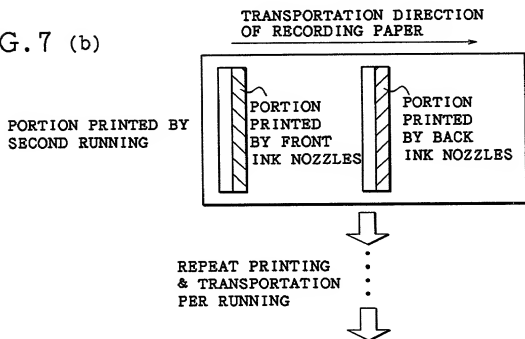 G.7 (b)
TRANSPORTATION DIRECTION
OF RECORDING PAPER
PORTION PRINTED BY
SECOND RUNNING
PORTION
PRINTED
BY FRONT
INK NOZZLES
PORTION
PRINTED
BY BACK
INK NOZZLES
REPEAT PRINTING
& TRANSPORTATION
PER RUNNING